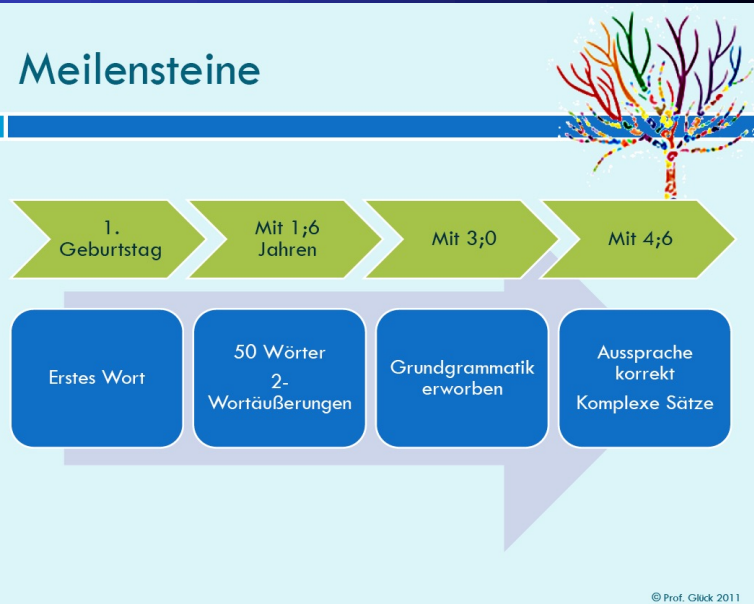 Meilensteine
1.
Geburtstag
Mit 1;6
Jahren
Mit 3;0
Mit 4;6
Erstes Wort
50 Wörter
2-
Wortäußerungen
Grundgrammatik
erworben
Aussprache
korrekt
Komplexe Sätze
© Prof. Glück 2011